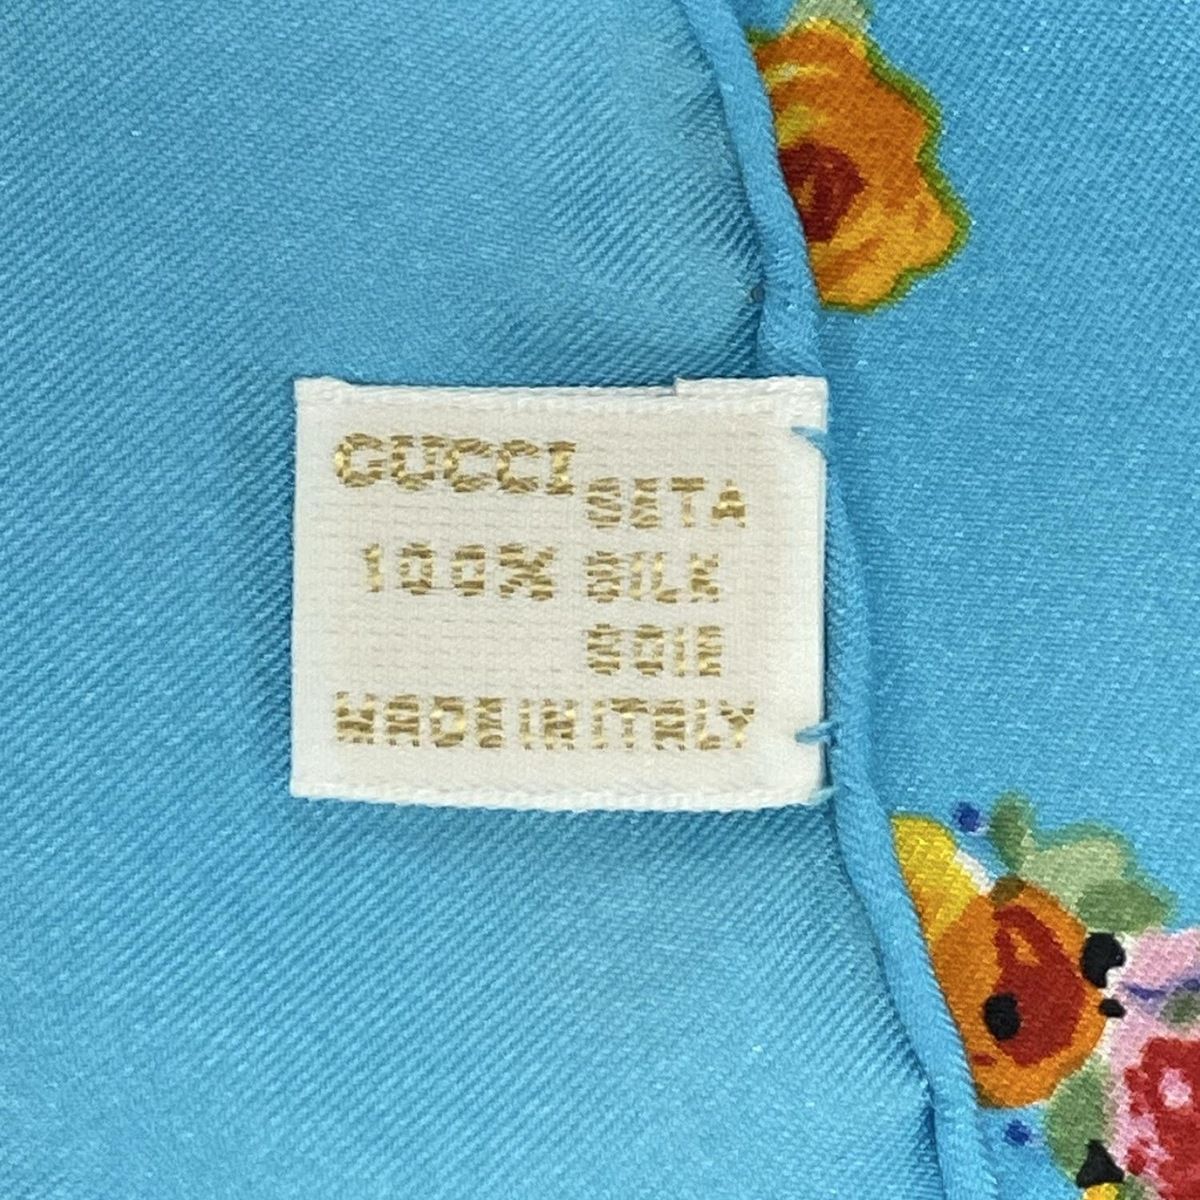 GUCCI
SETA
100% SILK
SOIE
MADE IN ITALY